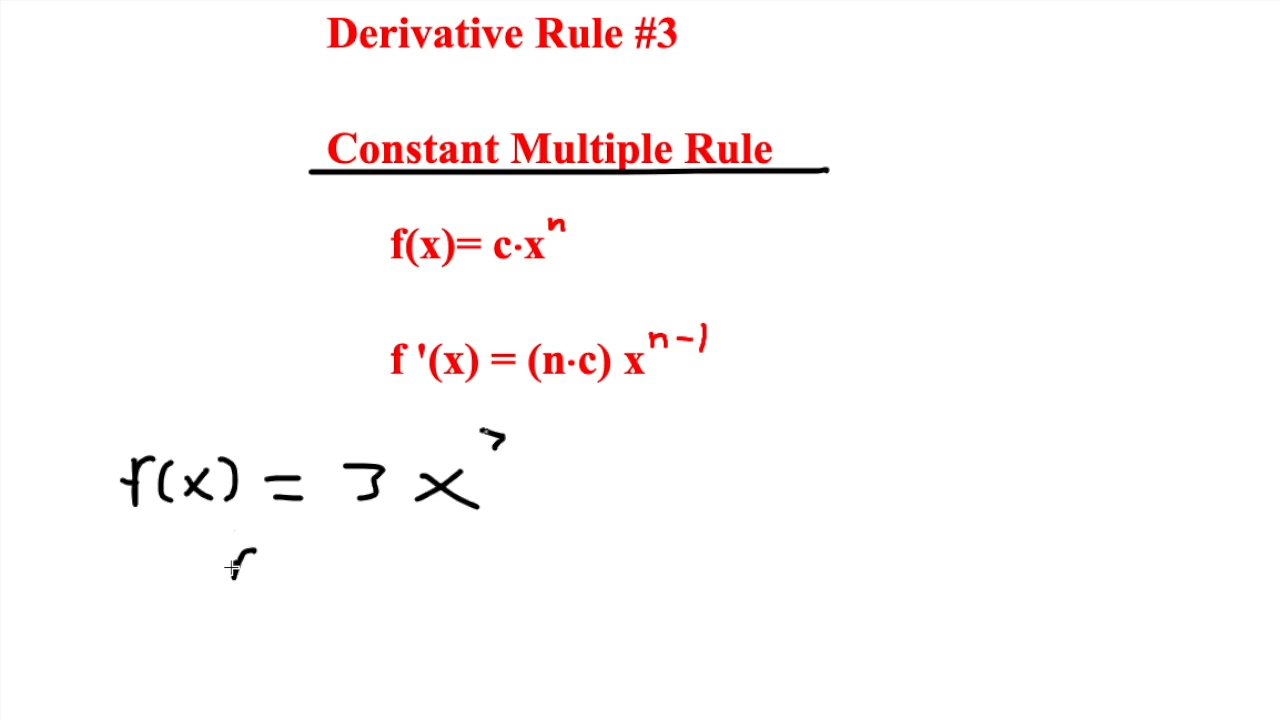 Derivative Rule #3
Constant Multiple Rule
f(x)= c·x^n
f '(x) = (n·c) x^n-1
f(x) = 3 x^7
f